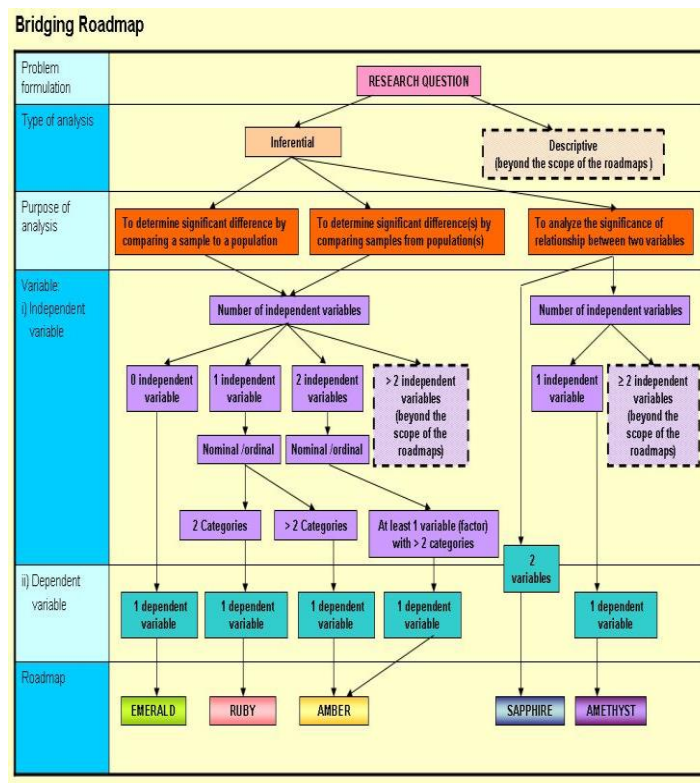 Bridging Roadmap
Problem
formulation
RESEARCH QUESTION
Type of analysis
Inferential
Descriptive
(beyond the scope of the roadmaps )
Purpose of
analysis
To determine significant difference by
comparing a sample to a population
To determine significant difference(s) by
comparing samples from population(s)
To analyze the significance of
relationship between two variables
Variable:
i) Independent
variable
Number of independent variables
Number of independent variables
0 independent
variable
1 independent
variable
2 independent
variables
> 2 independent
variables
(beyond the
scope of the
roadmaps)
1 independent
variable
≥ 2 independent
variables
(beyond the
scope of the
roadmaps)
Nominal /ordinal
Nominal /ordinal
2 Categories
> 2 Categories
At least 1 variable (factor)
with > 2 categories
2
variables
ii) Dependent
variable
1 dependent
variable
1 dependent
variable
1 dependent
variable
1 dependent
variable
1 dependent
variable
Roadmap
EMERALD
RUBY
AMBER
SAPPHIRE
AMETHYST